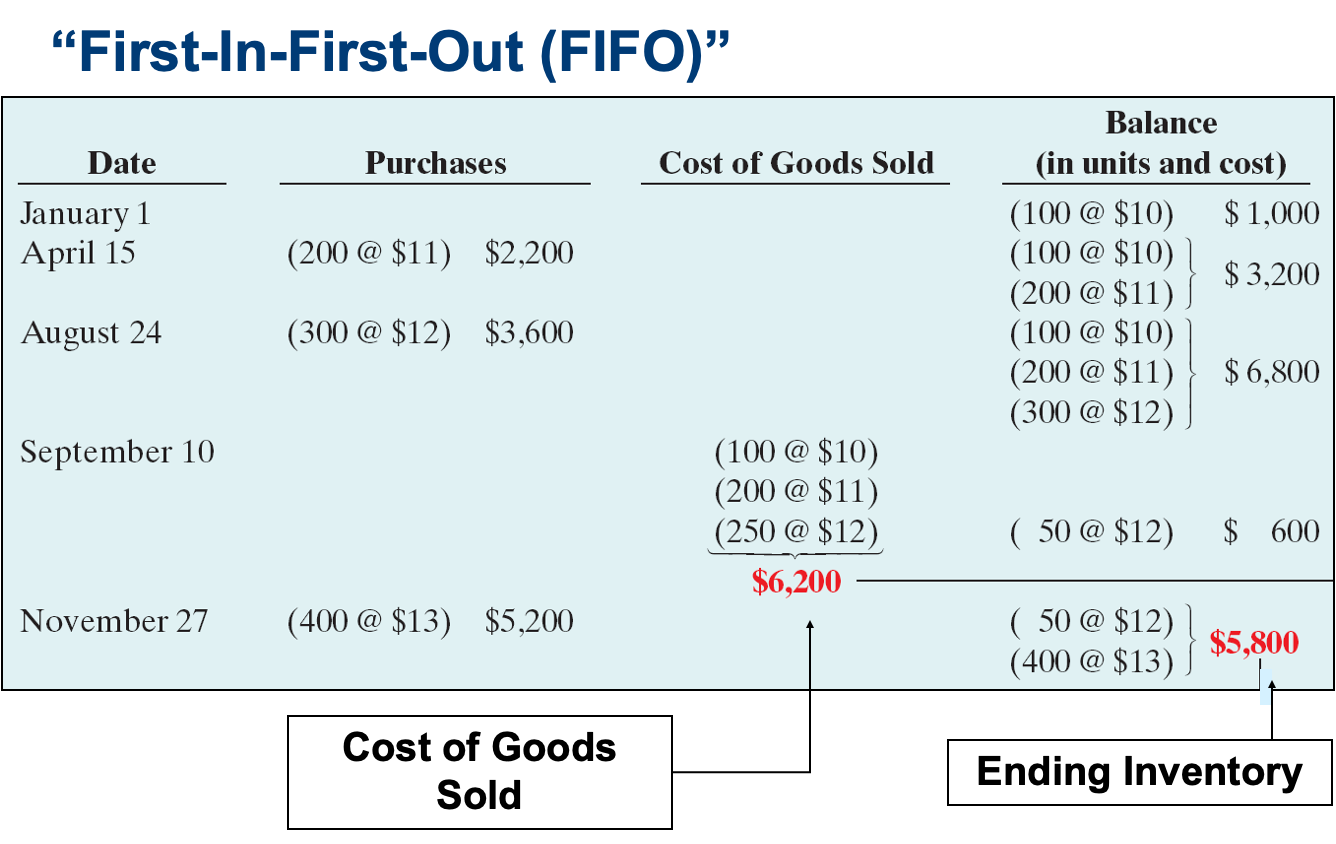 “First-In-First-Out (FIFO)”
Balance
Date Purchases Cost of Goods Sold (in units and cost)
January 1 (100 @ $10) $ 1,000
April 15 (200 @ $11) $2,200 (100 @ $10)
$ 3,200
(200 @ $11)
August 24 (300 @ $12) $3,600 (100 @ $10)
(200 @ $11) $ 6,800
(300 @ $12)
September 10 (100 @ $10)
(200 @ $11)
(250 @ $12) ( 50 @ $12) $ 600
$6,200
November 27 (400 @ $13) $5,200 ( 50 @ $12)
$5,800
(400 @ $13)
Cost of Goods
Sold
Ending Inventory